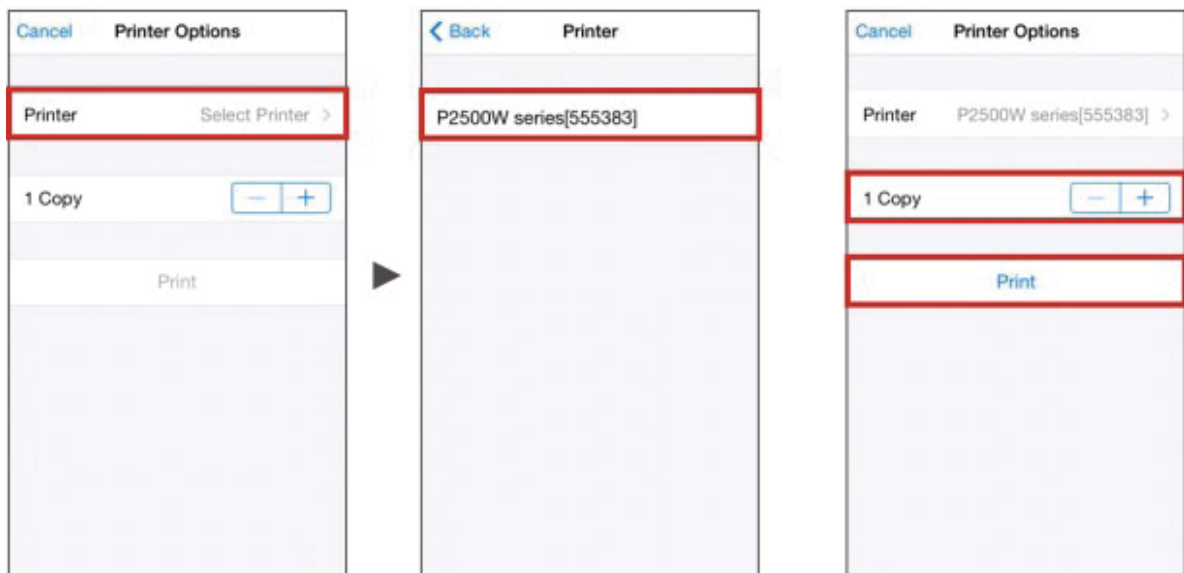 Cancel Printer Options
Printer Select Printer >
1 Copy − +
Print
< Back Printer
P2500W series[555383]
Cancel Printer Options
Printer P2500W series[555383] >
1 Copy − +
Print